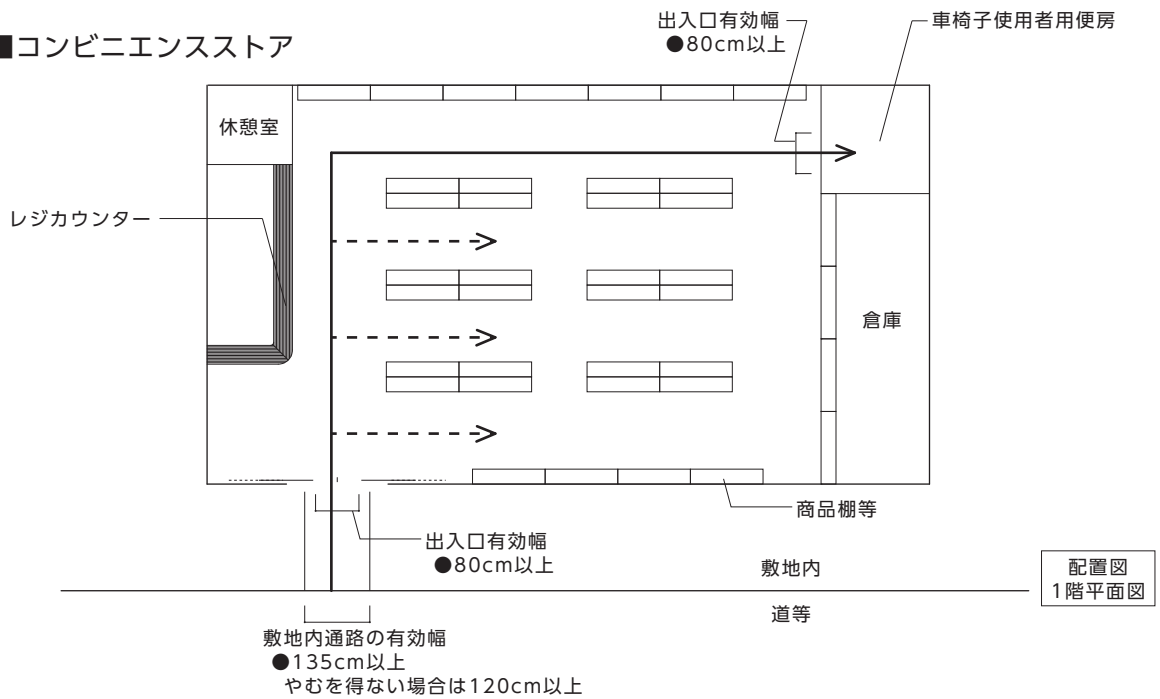 ■コンビニエンスストア
出入口有効幅
●80cm以上
車椅子使用者用便房
休憩室
レジカウンター
倉庫
商品棚等
出入口有効幅
●80cm以上
敷地内
道等
配置図
1階平面図
敷地内通路の有効幅
●135cm以上
やむを得ない場合は120cm以上